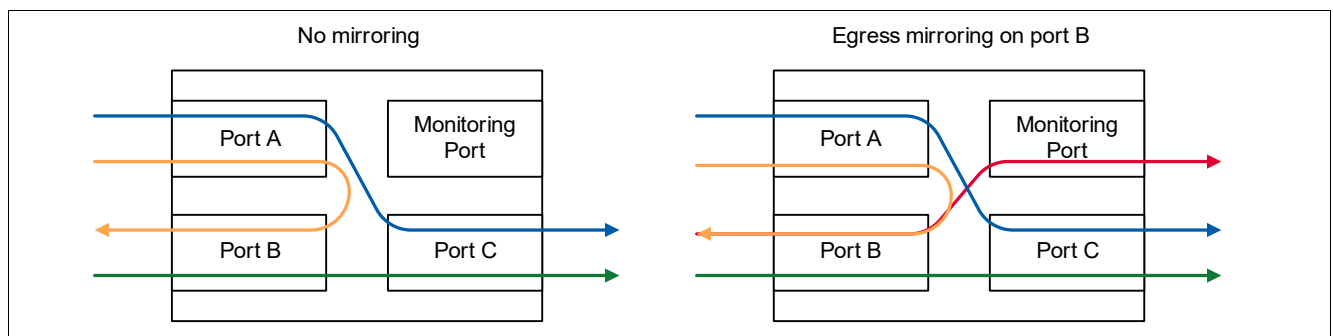 No mirroring
Egress mirroring on port B
Port A
Monitoring
Port
Port B
Port C
Port A
Monitoring
Port
Port B
Port C